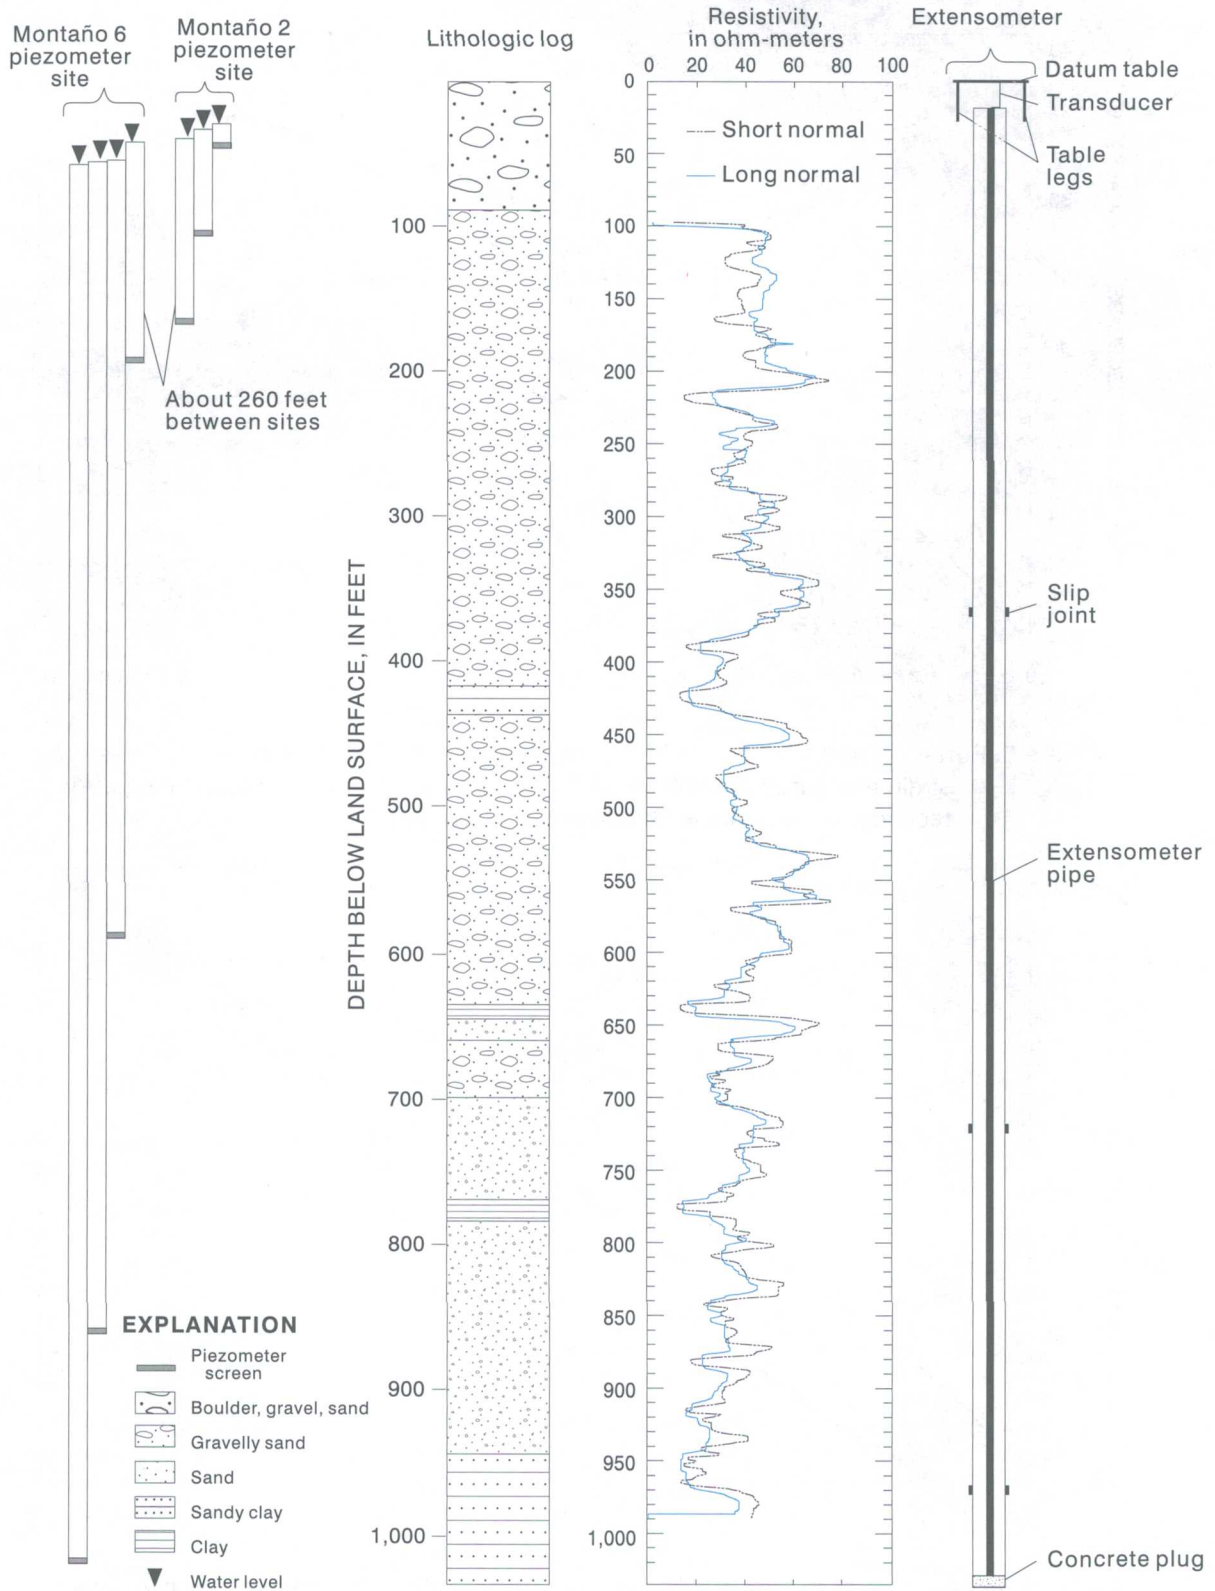 Montaño 6
piezometer
site
Montaño 2
piezometer
site
Lithologic log
Resistivity,
in ohm-meters
0 20 40 60 80 100
Extensometer
Datum table
Transducer
Table
legs
Short normal
Long normal
About 260 feet
between sites
DEPTH BELOW LAND SURFACE, IN FEET
100
200
300
400
500
600
700
800
900
1,000
0
50
100
150
200
250
300
350
400
450
500
550
600
650
700
750
800
850
900
950
1,000
Slip
joint
Extensometer
pipe
Concrete plug
EXPLANATION
Piezometer
screen
Boulder, gravel, sand
Gravelly sand
Sand
Sandy clay
Clay
Water level